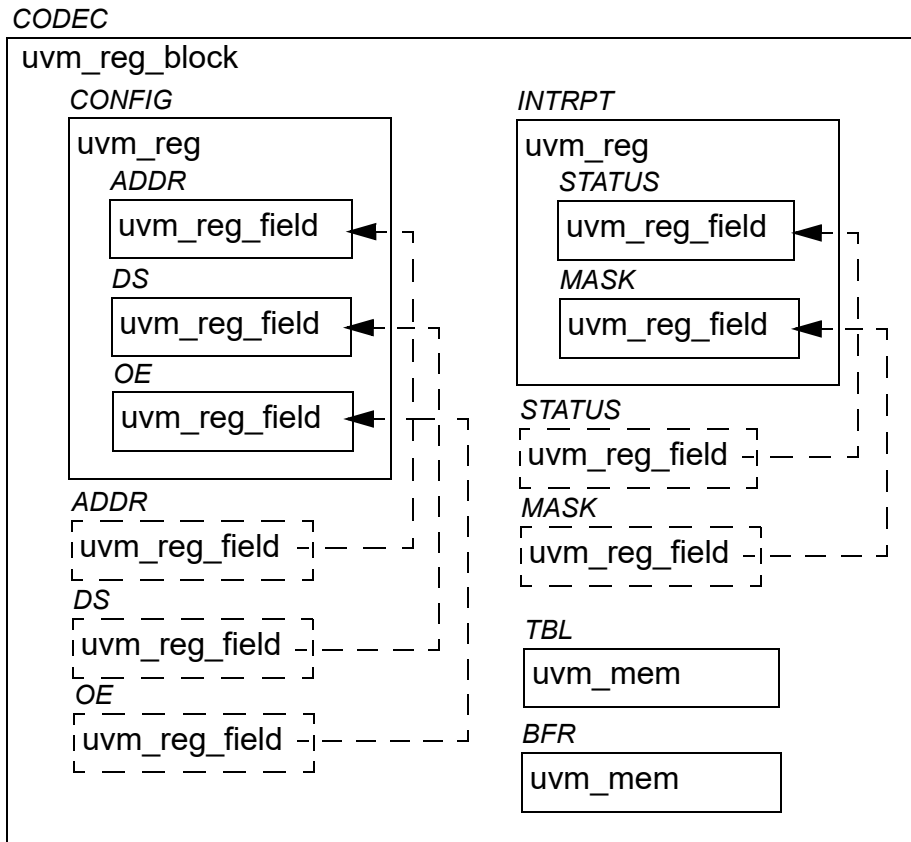 CODEC
uvm_reg_block
CONFIG
uvm_reg
ADDR
uvm_reg_field
DS
uvm_reg_field
OE
uvm_reg_field
ADDR
uvm_reg_field
DS
uvm_reg_field
OE
uvm_reg_field
INTRPT
uvm_reg
STATUS
uvm_reg_field
MASK
uvm_reg_field
STATUS
uvm_reg_field
MASK
uvm_reg_field
TBL
uvm_mem
BFR
uvm_mem